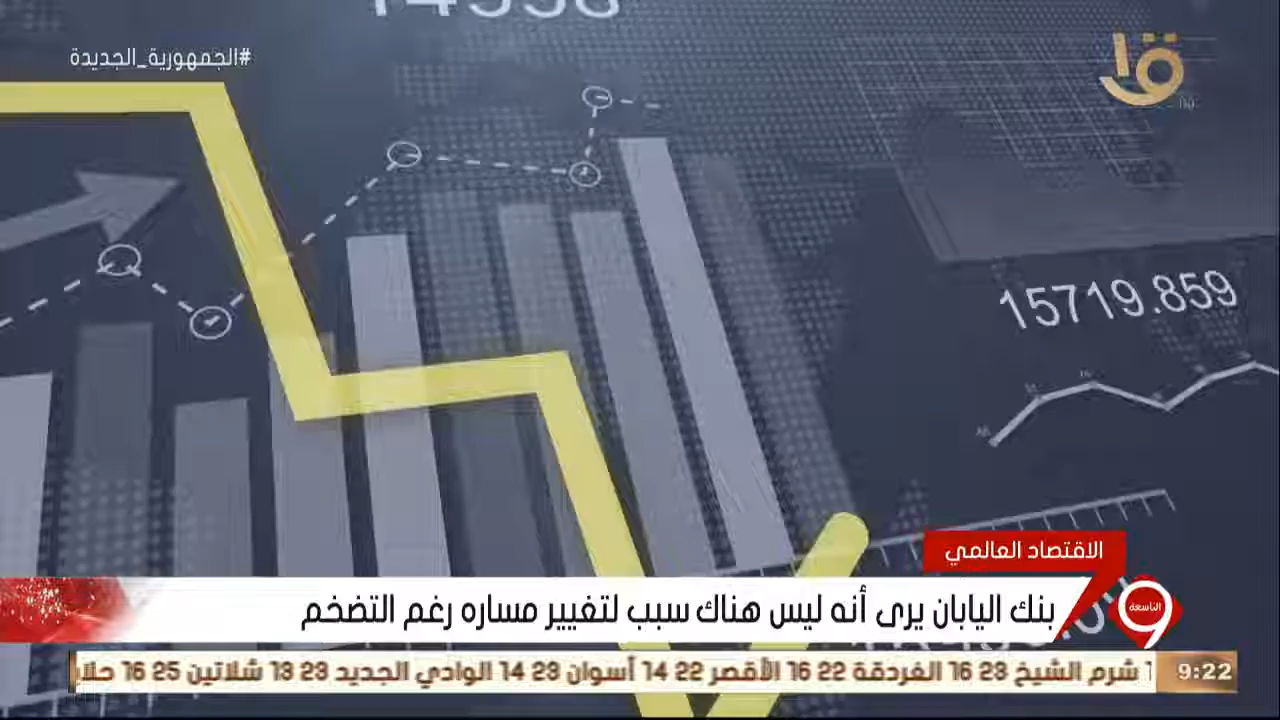 #الجمهورية_الجديدة
15719.859
الاقتصاد العالمي
بنك اليابان يرى أنه ليس هناك سبب لتغيير مساره رغم التضخم
التاسعة
9
شرم الشيخ 23 16 الغردقة 22 16 الأقصر 22 14 أسوان 23 14 الوادي الجديد 23 13 شلاتين 25 16
9:22